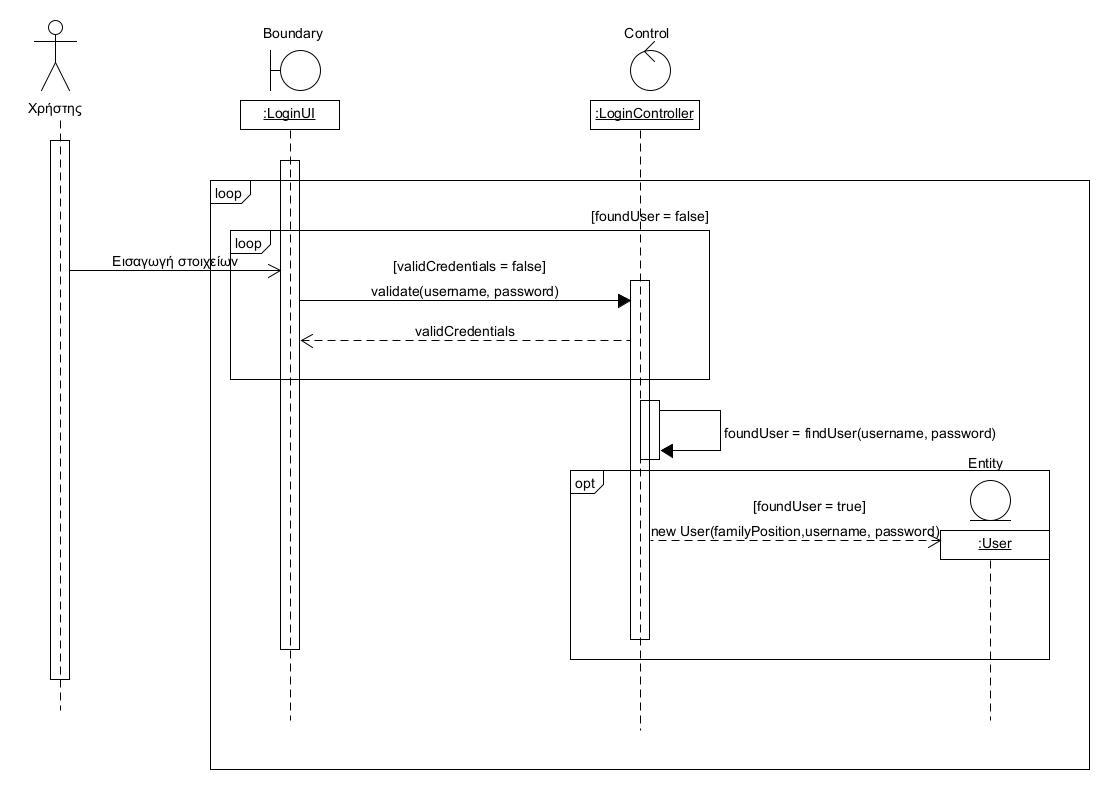 Boundary
Control
Χρήστης
:LoginUI
:LoginController
loop
[foundUser = false]
loop
Εισαγωγή στοιχείων
[validCredentials = false]
validate(username, password)
validCredentials
foundUser = findUser(username, password)
Entity
opt
[foundUser = true]
new User(familyPosition,username, password)
:User